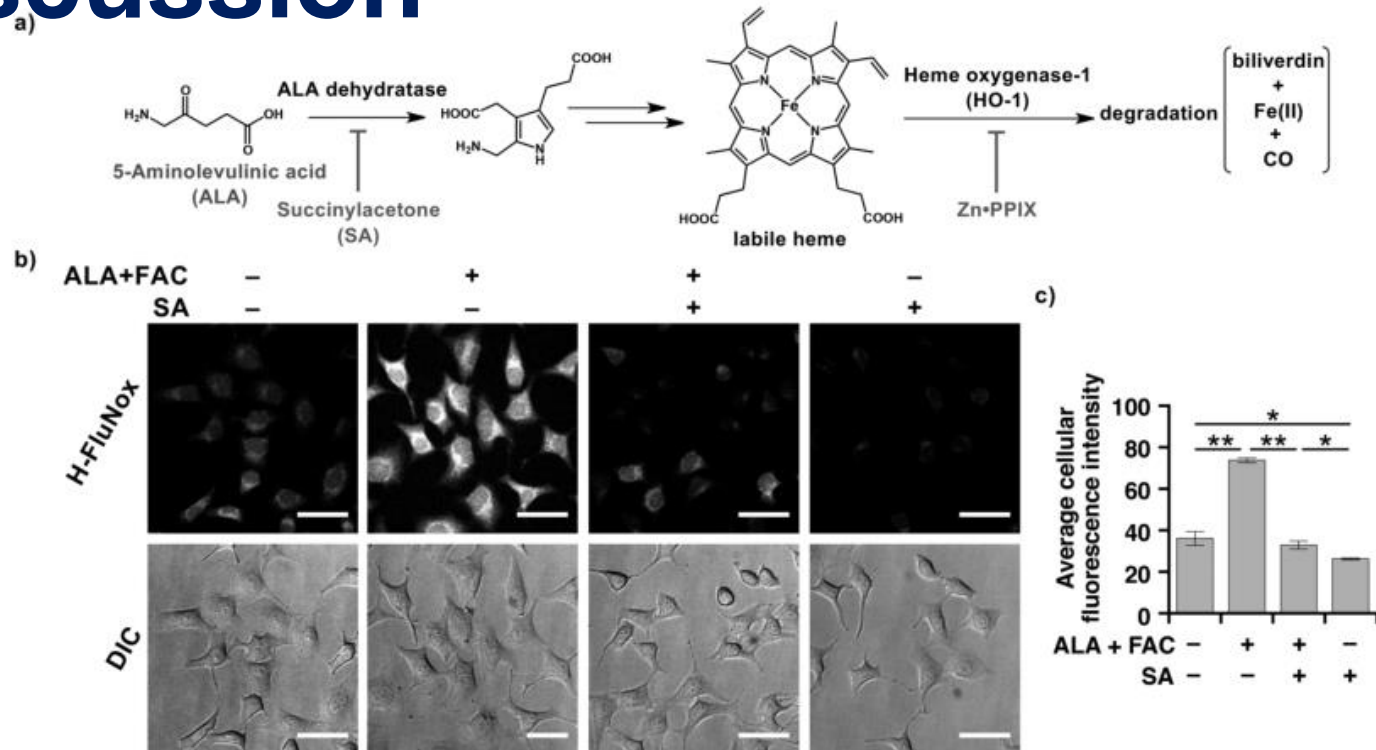 a)
ALA dehydratase
H₂N
O
OH
O
5-Aminolevulinic acid
(ALA)
Succinylacetone
(SA)
COOH
HOOC
H₂N
N
H
N
N
Fe
N
N
HOOC
COOH
labile heme
Heme oxygenase-1
(HO-1)
Zn•PPIX
degradation
biliverdin
+
Fe(II)
+
CO
b)
ALA+FAC – + + –
SA – – + +
H-FluNox
DIC
c)
Average cellular
fluorescence intensity
100
80
60
40
20
0
*
** ** *
ALA + FAC – + + –
SA – – + +